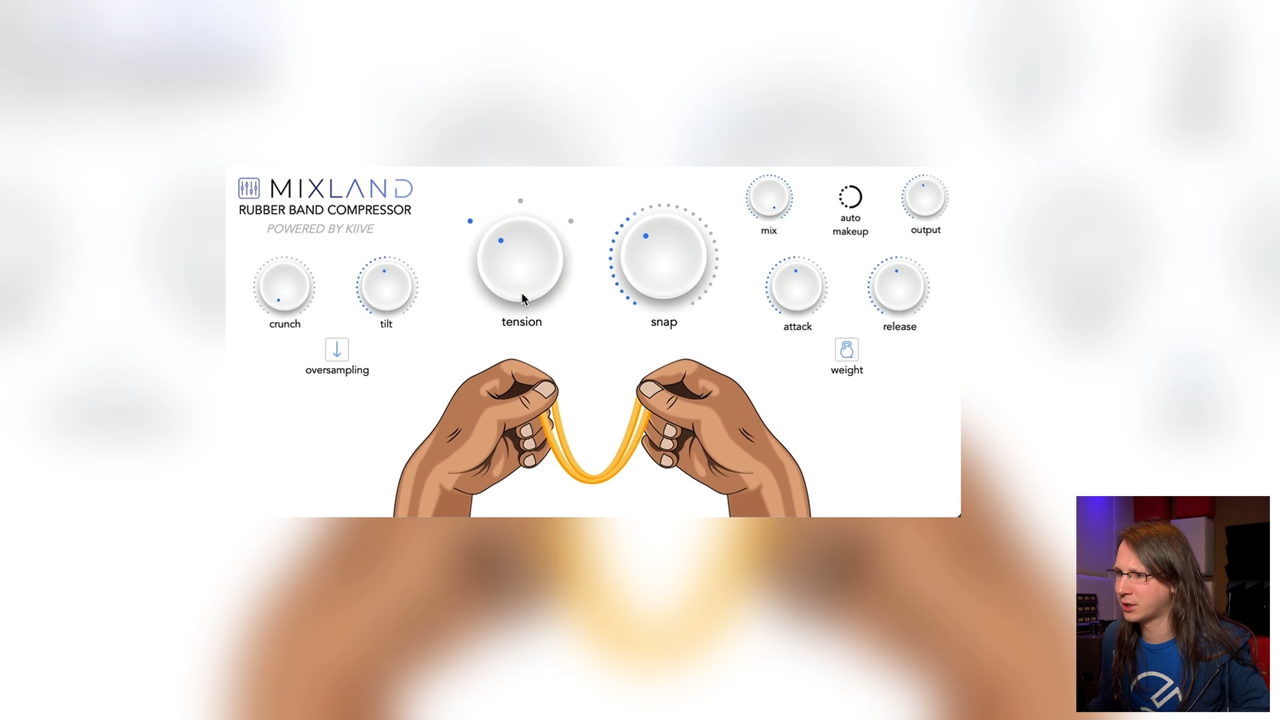 MIXLAND
RUBBER BAND COMPRESSOR
POWERED BY KIIVE
crunch
tilt
oversampling
tension
snap
mix
auto
makeup
output
attack
release
weight